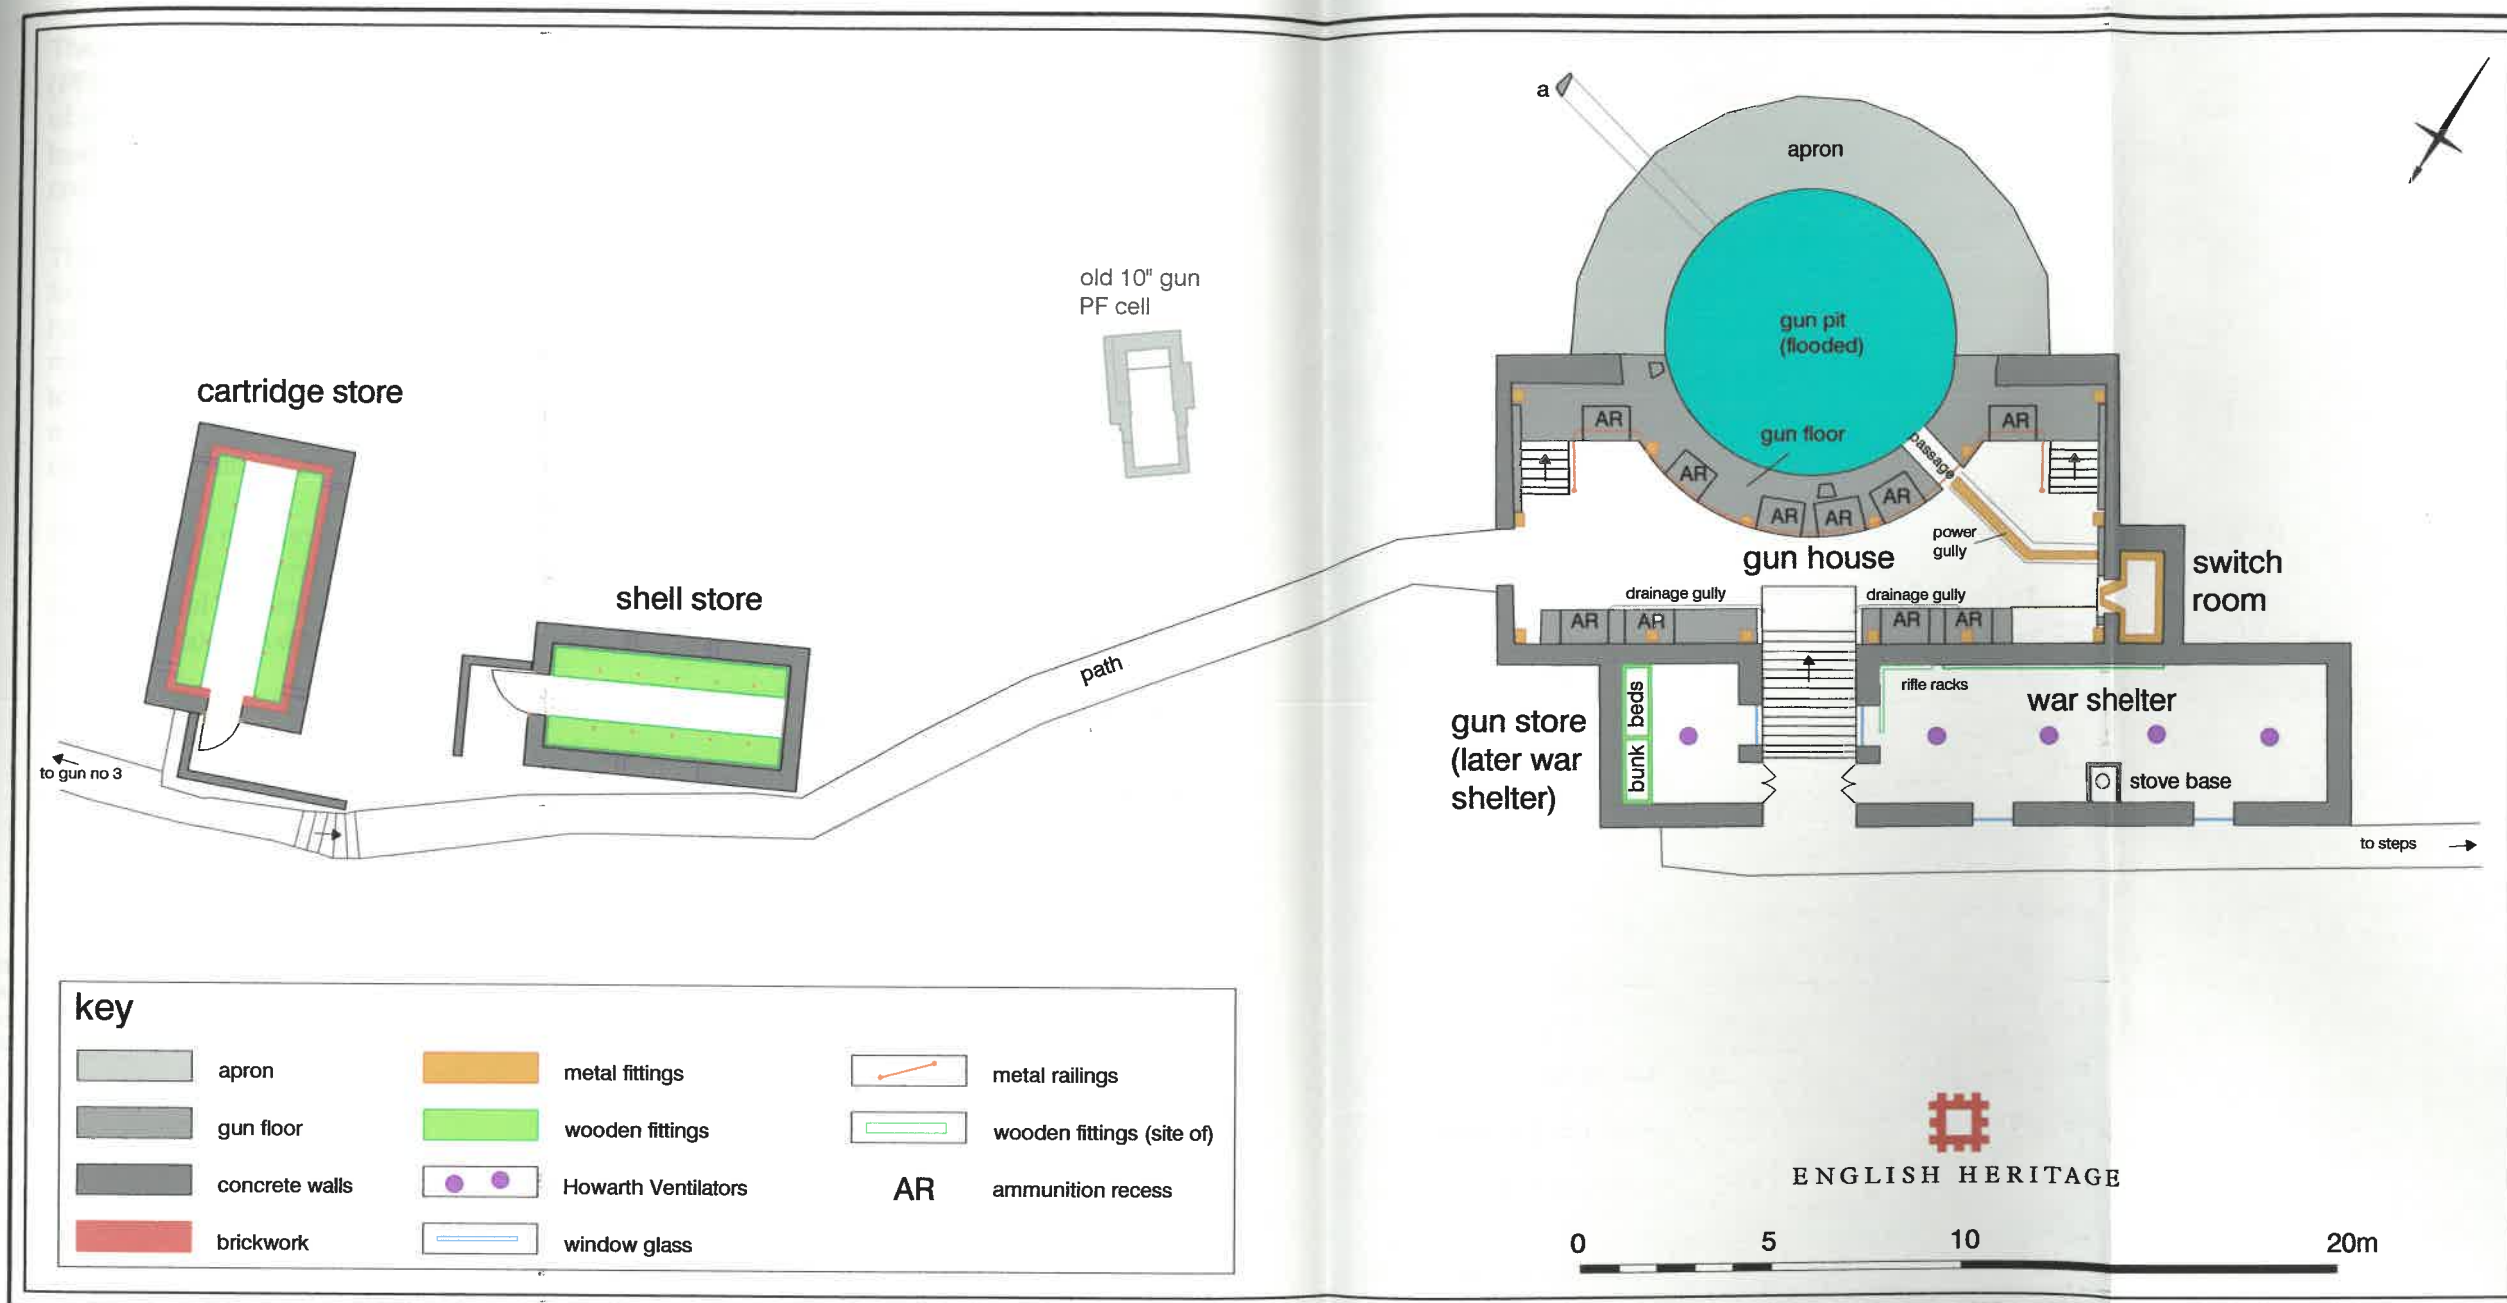 a
apron
old 10" gun
PF cell
gun pit
(flooded)
cartridge store
AR
AR
gun floor
passage
AR
AR
AR
AR
power
gully
gun house
switch
room
shell store
drainage gully
drainage gully
AR
AR
AR
AR
path
beds
bunk
rifle racks
war shelter
gun store
(later war
shelter)
stove base
to gun no 3
to steps
key
apron
metal fittings
metal railings
gun floor
wooden fittings
wooden fittings (site of)
concrete walls
Howarth Ventilators
AR
ammunition recess
brickwork
window glass
ENGLISH HERITAGE
0
5
10
20m